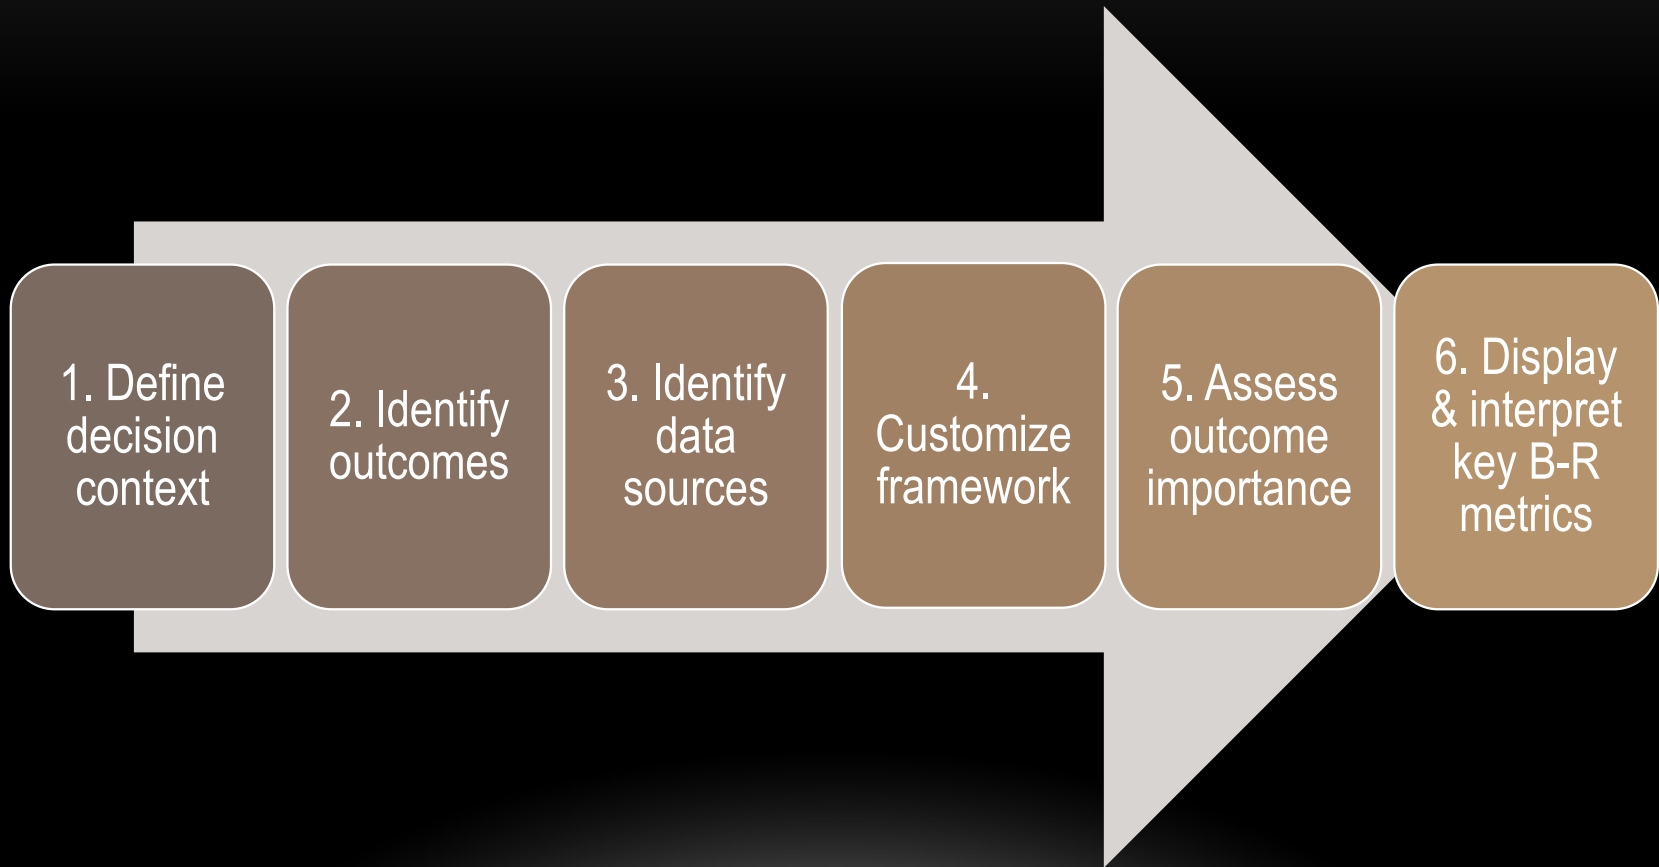 1. Define
decision
context
2. Identify
outcomes
3. Identify
data
sources
4.
Customize
framework
5. Assess
outcome
importance
6. Display
& interpret
key B-R
metrics